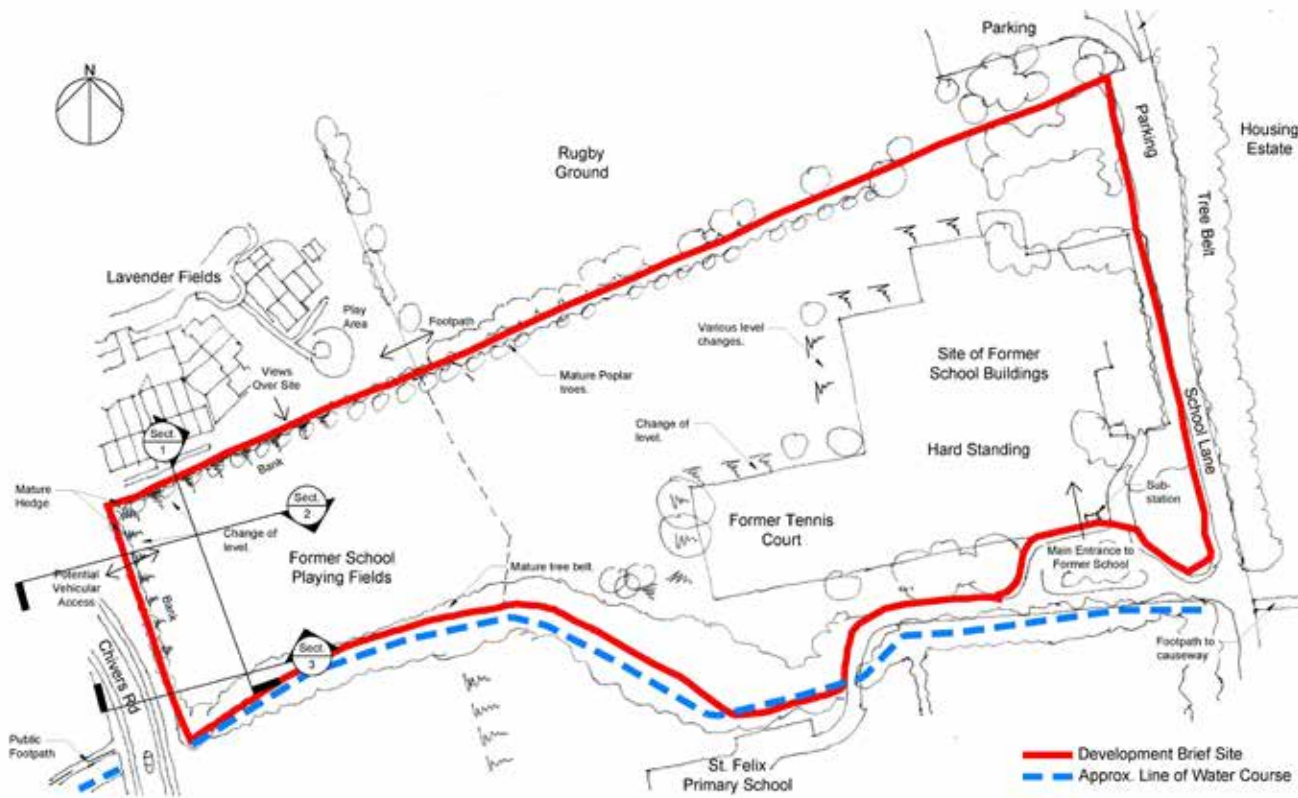 N
Parking
Parking
Housing
Estate
Rugby
Ground
Tree Belt
Lavender Fields
Play
Area
Footpath
Views
Over Site
Various level
changes.
Mature Poplar
trees.
Site of Former
School Buildings
School Lane
Sect.
1
Bank
Change of
level.
Hard Standing
Mature
Hedge
Sect.
2
Sub-
station
Change of
level.
Former Tennis
Court
Former School
Playing Fields
Main Entrance to
Former School
Mature tree belt.
Potential
Vehicular
Access
Bank
Sect.
3
Footpath to
causeway
Chivers Rd
Public
Footpath
St. Felix
Primary School
Development Brief Site
Approx. Line of Water Course